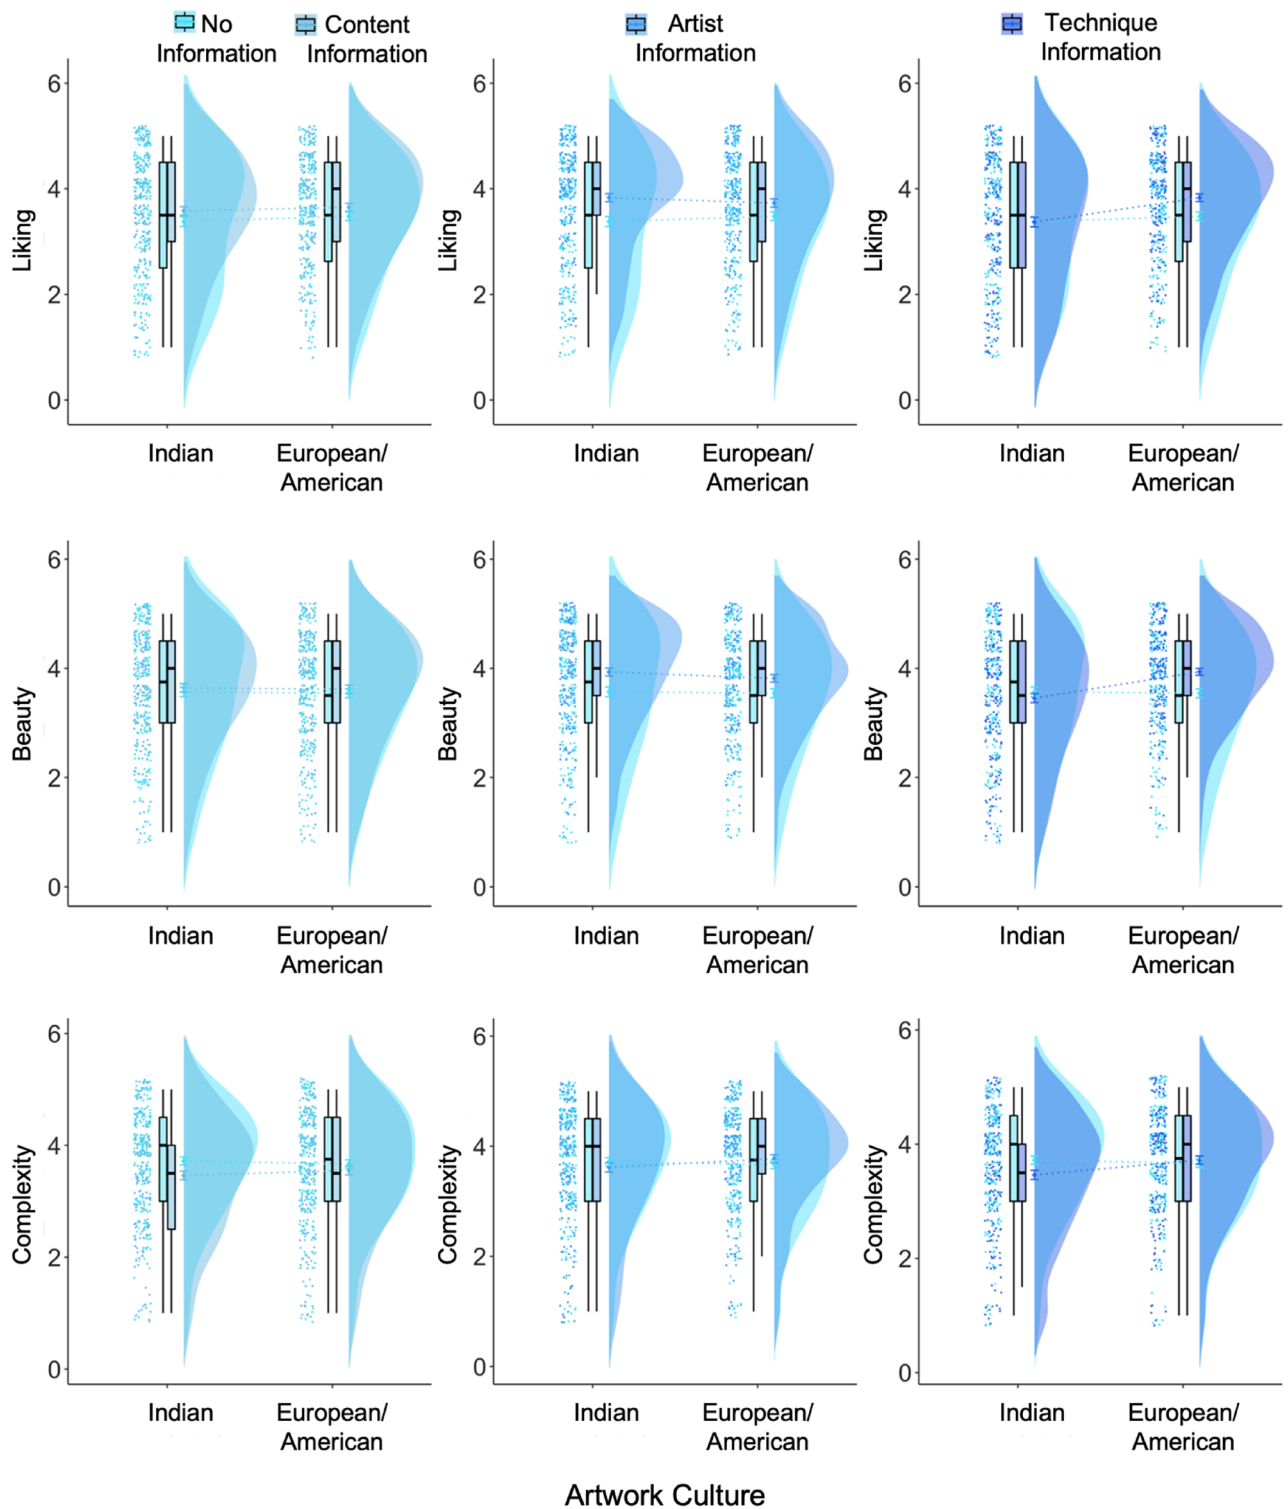 No Information
Content Information
Artist Information
Technique Information
6
4
2
0
Liking
Indian
European/
American
6
4
2
0
Liking
Indian
European/
American
6
4
2
0
Liking
Indian
European/
American
6
4
2
0
Beauty
Indian
European/
American
6
4
2
0
Beauty
Indian
European/
American
6
4
2
0
Beauty
Indian
European/
American
6
4
2
0
Complexity
Indian
European/
American
6
4
2
0
Complexity
Indian
European/
American
6
4
2
0
Complexity
Indian
European/
American
Artwork Culture